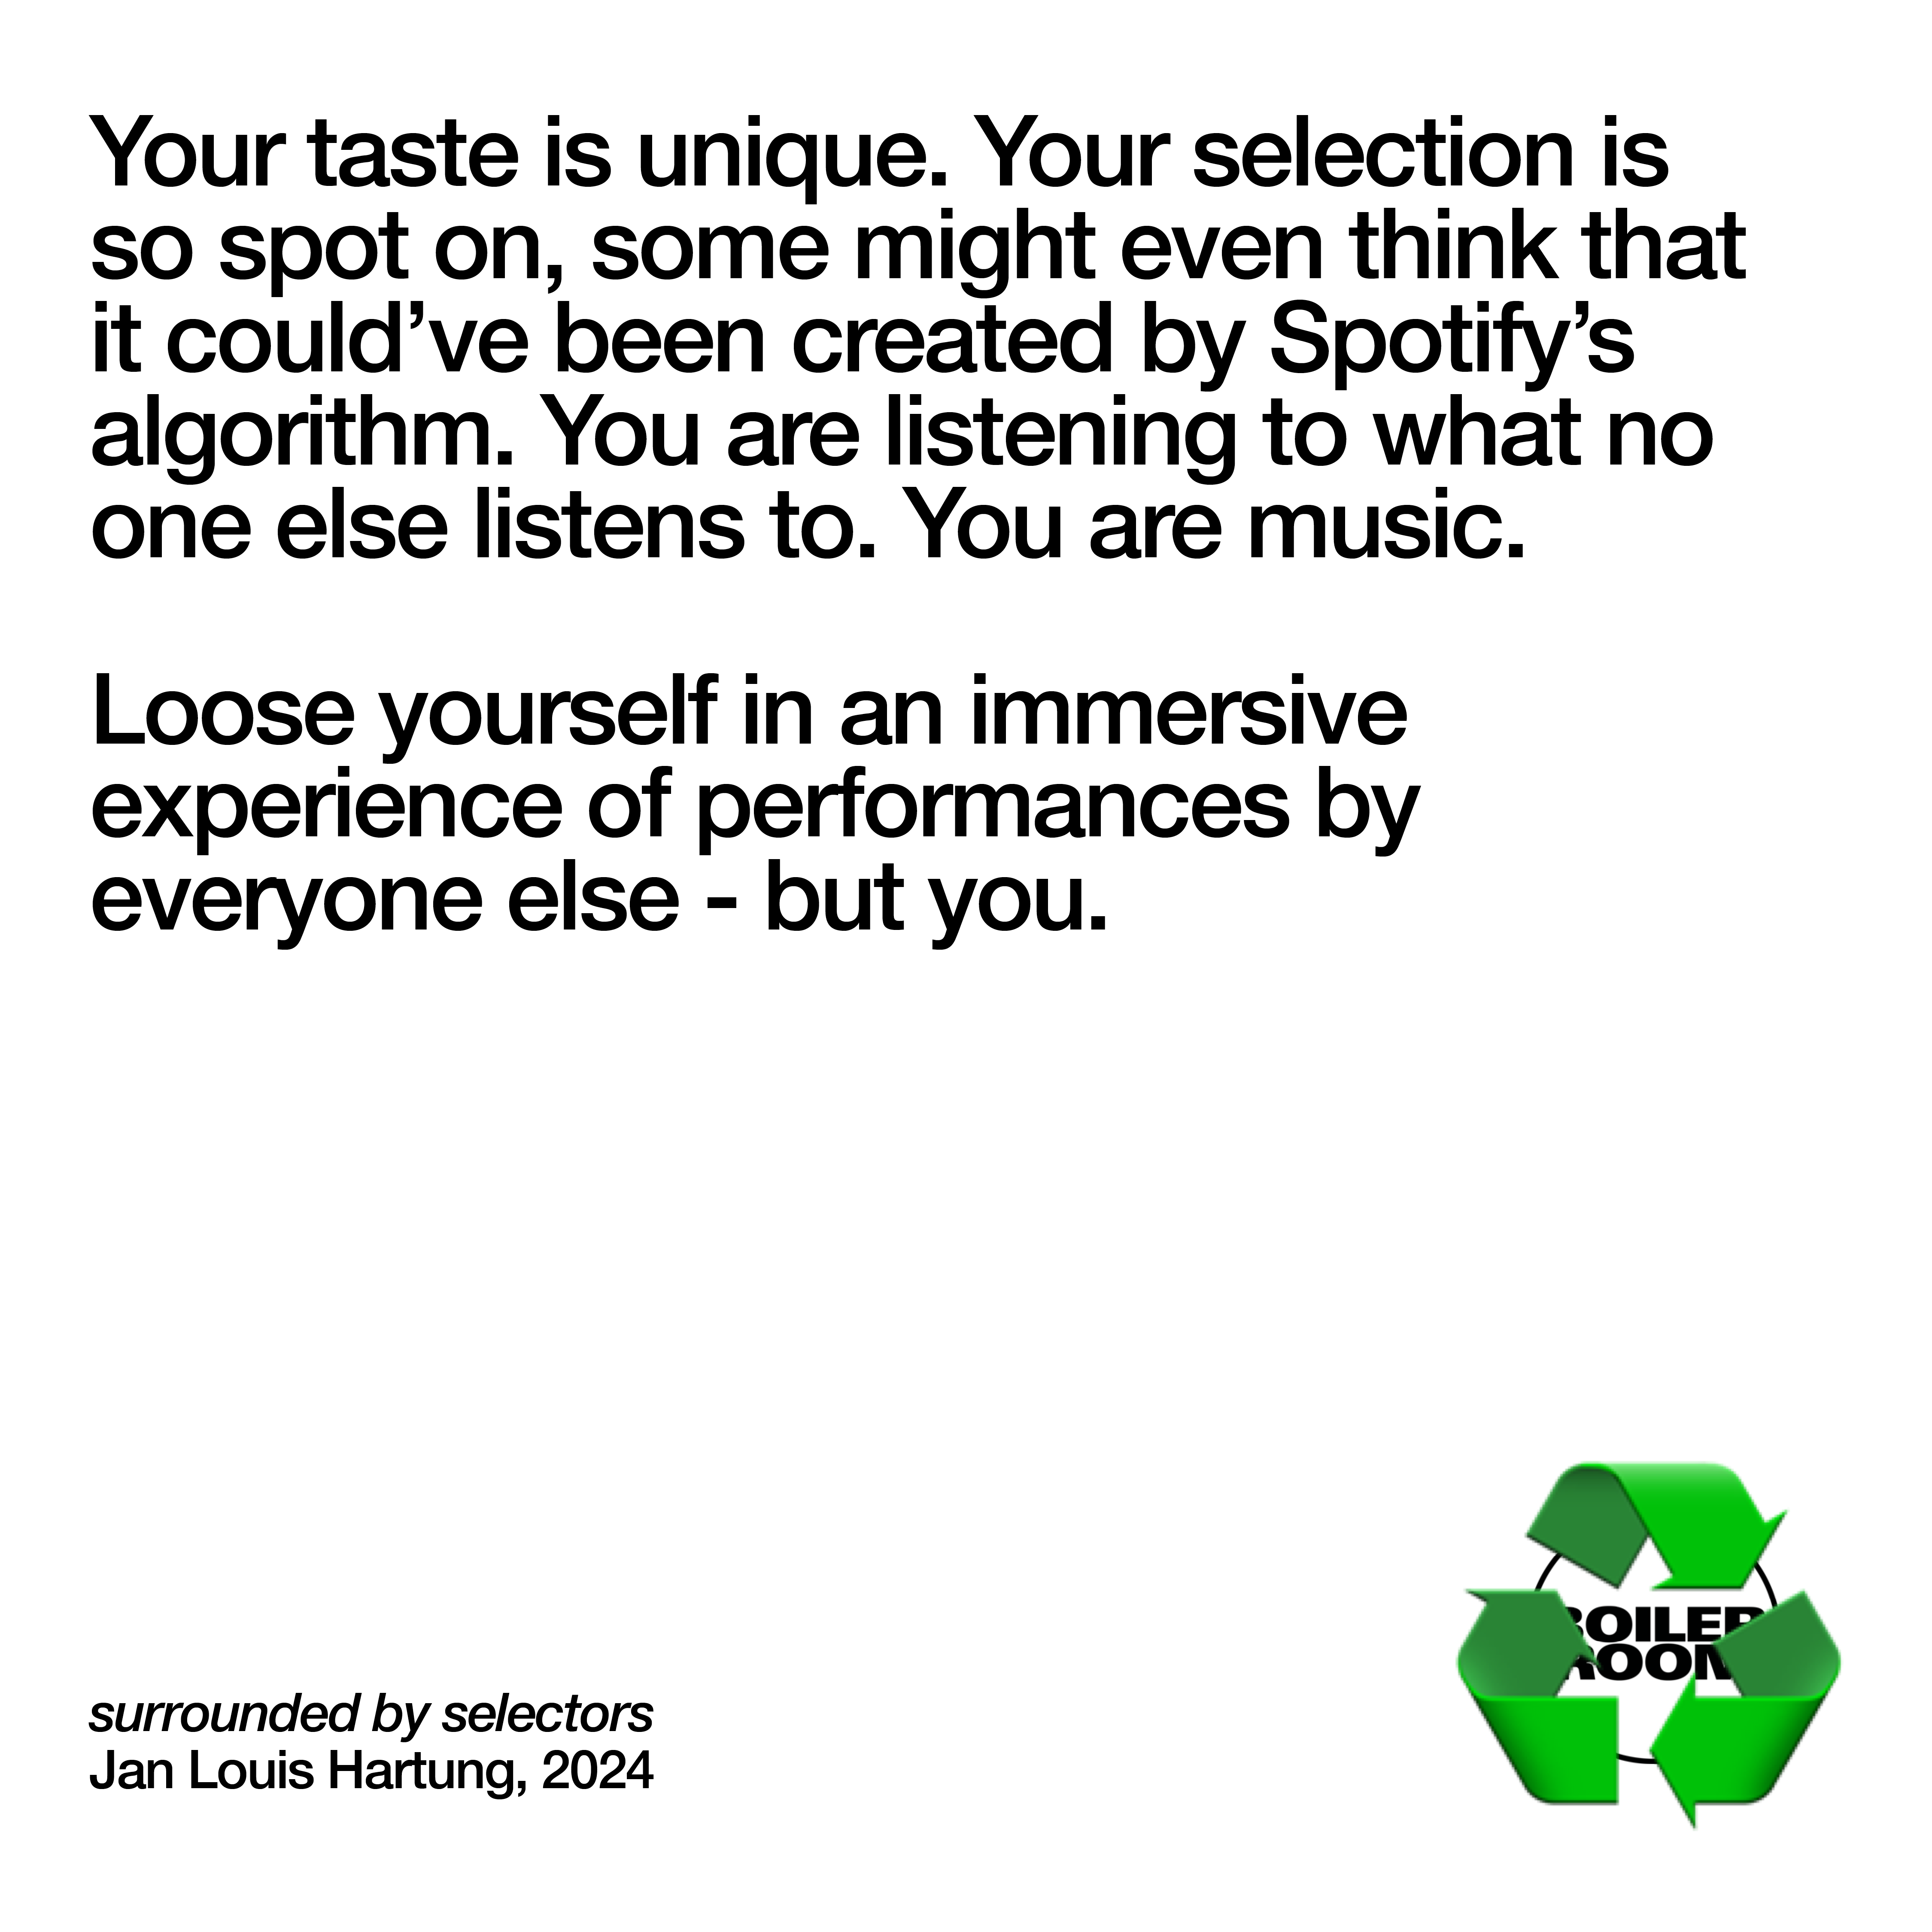 Your taste is unique. Your selection is
so spot on, some might even think that
it could’ve been created by Spotify’s
algorithm. You are listening to what no
one else listens to. You are music.
Loose yourself in an immersive
experience of performances by
everyone else - but you.
BOILER
ROOM
surrounded by selectors
Jan Louis Hartung, 2024